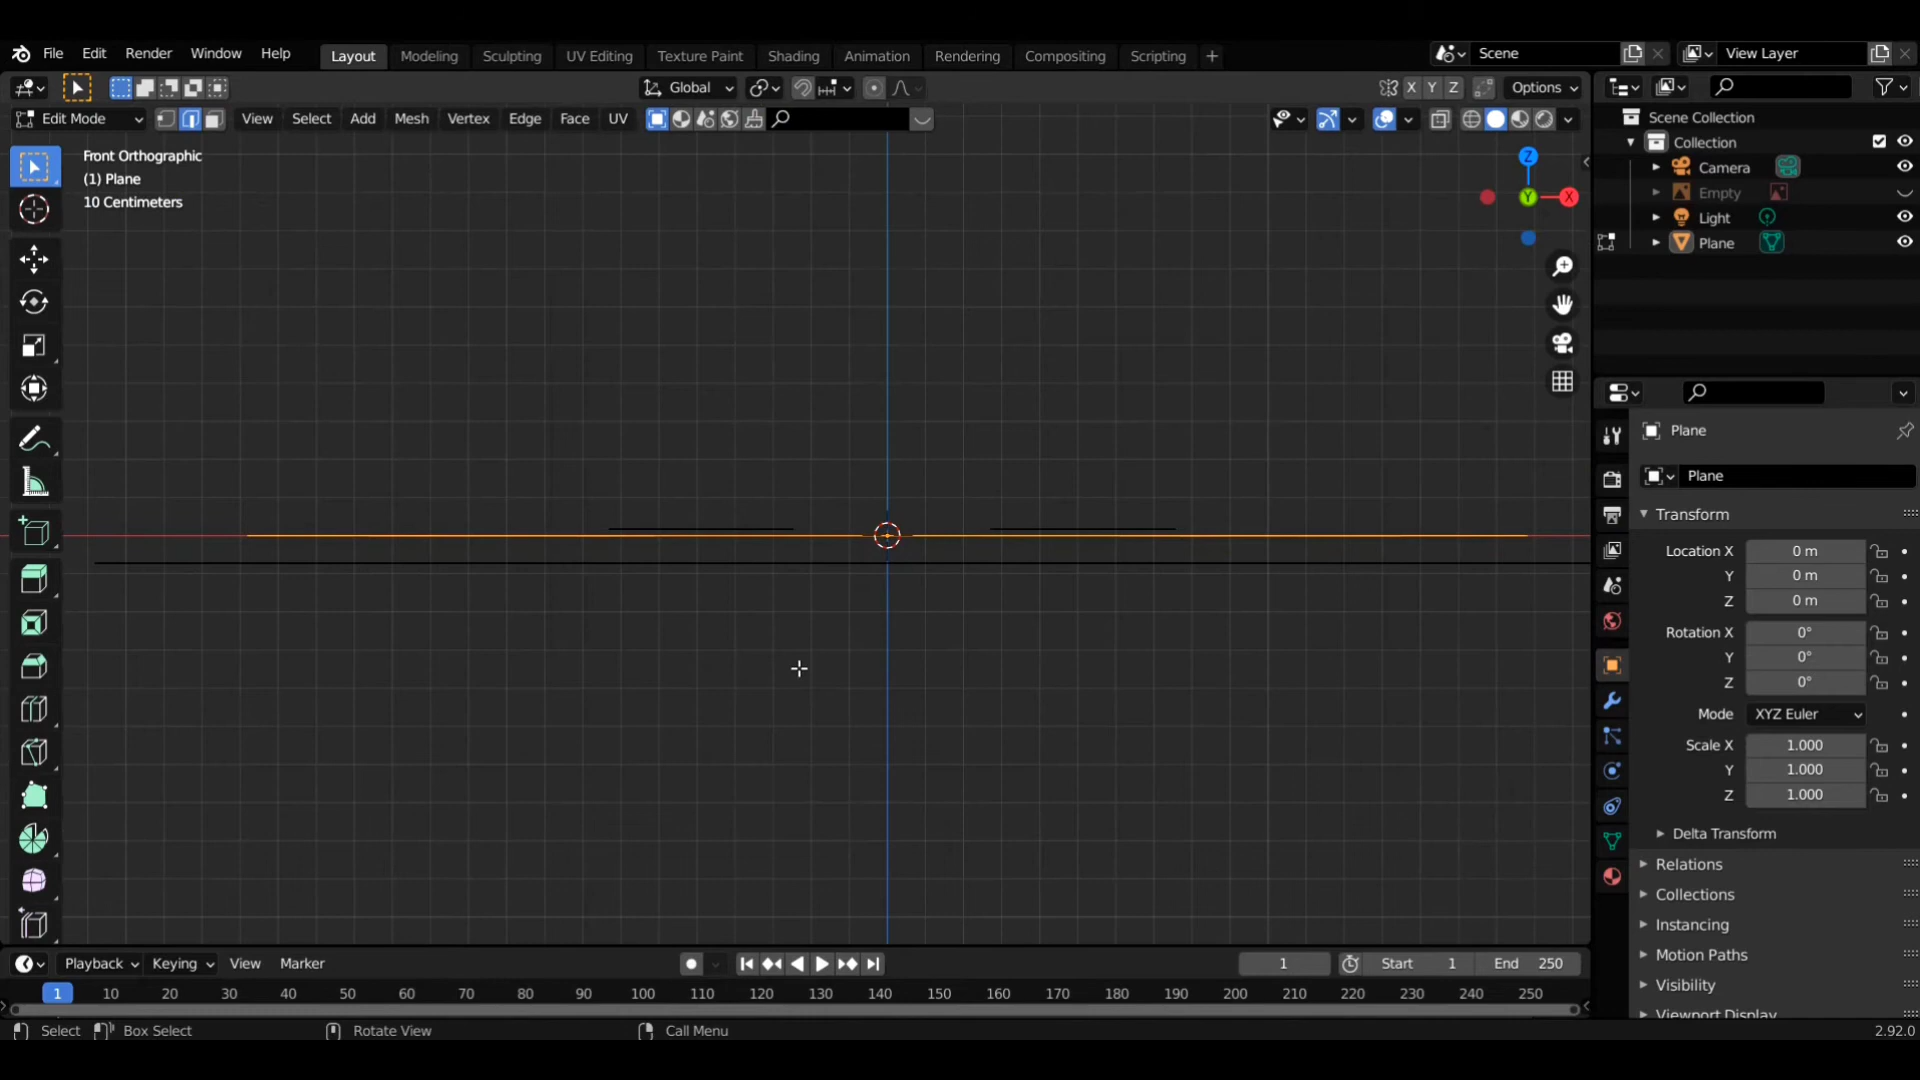 File Edit Render Window Help Layout Modeling Sculpting UV Editing Texture Paint Shading Animation Rendering Compositing Scripting + Scene View Layer
Global X Y Z Options
Edit Mode View Select Add Mesh Vertex Edge Face UV
Front Orthographic
(1) Plane
10 Centimeters
Z
Y
X
Scene Collection
Collection
Camera
Empty
Light
Plane
Plane
Plane
Transform
Location X 0 m
Y 0 m
Z 0 m
Rotation X 0°
Y 0°
Z 0°
Mode XYZ Euler
Scale X 1.000
Y 1.000
Z 1.000
Delta Transform
Relations
Collections
Instancing
Motion Paths
Visibility
Viewport Display
Playback Keying View Marker 1 Start 1 End 250
1 10 20 30 40 50 60 70 80 90 100 110 120 130 140 150 160 170 180 190 200 210 220 230 240 250
Select Box Select Rotate View Call Menu 2.92.0